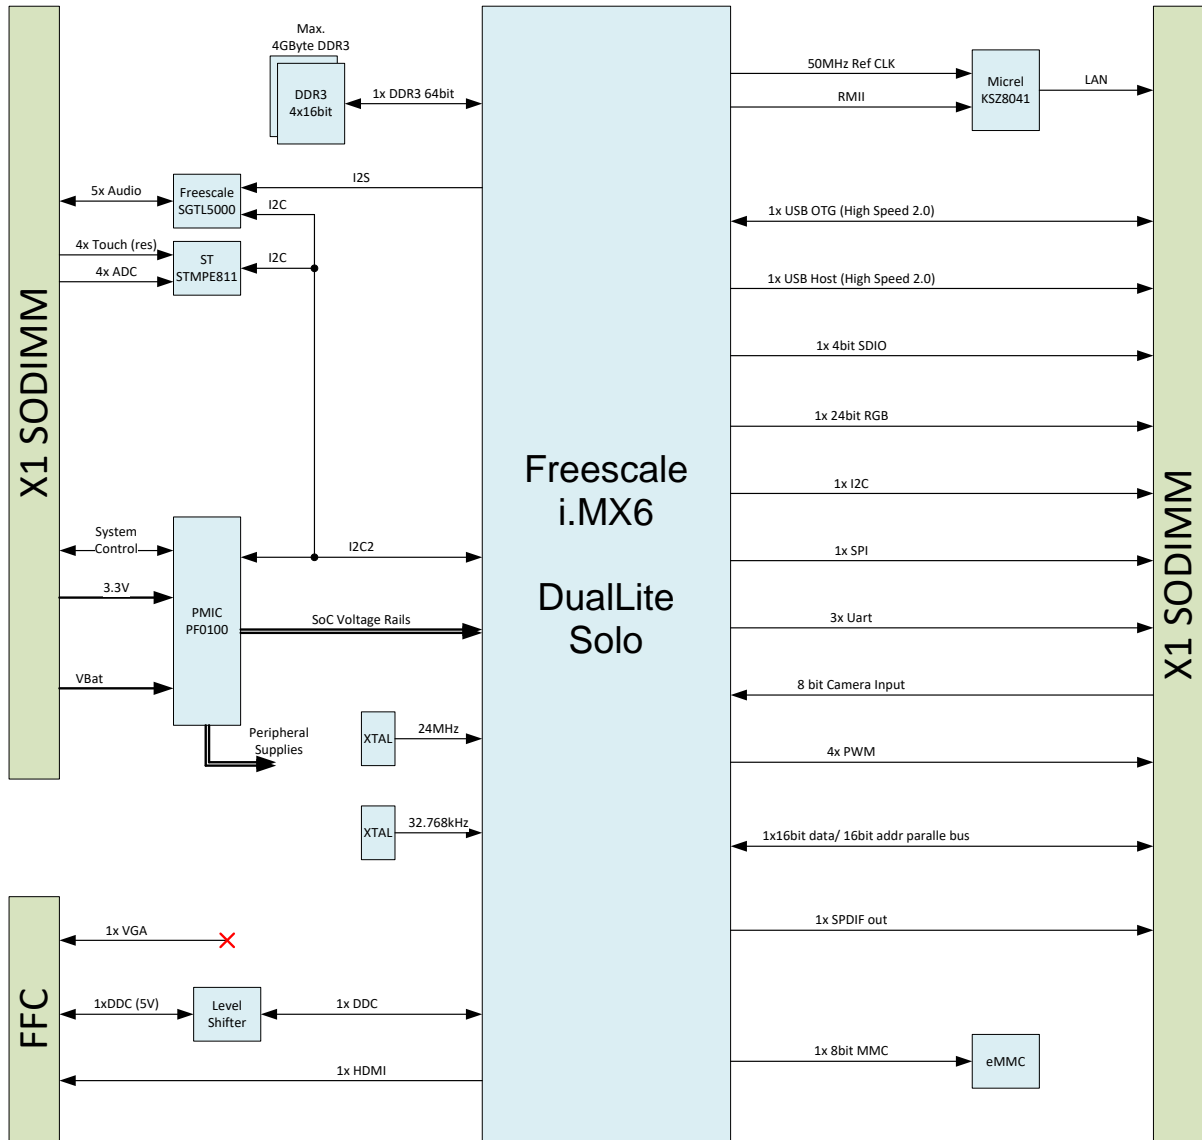 Max.
4GByte DDR3
DDR3
4x16bit
1x DDR3 64bit
X1 SODIMM
5x Audio
Freescale
SGTL5000
I2S
I2C
4x Touch (res)
4x ADC
ST
STMPE811
I2C
System
Control
3.3V
VBat
PMIC
PF0100
I2C2
SoC Voltage Rails
Peripheral
Supplies
XTAL
24MHz
XTAL
32.768kHz
FFC
1x VGA
1xDDC (5V)
Level
Shifter
1x DDC
1x HDMI
Freescale
i.MX6
DualLite
Solo
50MHz Ref CLK
RMII
Micrel
KSZ8041
LAN
1x USB OTG (High Speed 2.0)
1x USB Host (High Speed 2.0)
1x 4bit SDIO
1x 24bit RGB
1x I2C
1x SPI
3x Uart
8 bit Camera Input
4x PWM
1x16bit data/ 16bit addr paralle bus
1x SPDIF out
1x 8bit MMC
eMMC
X1 SODIMM